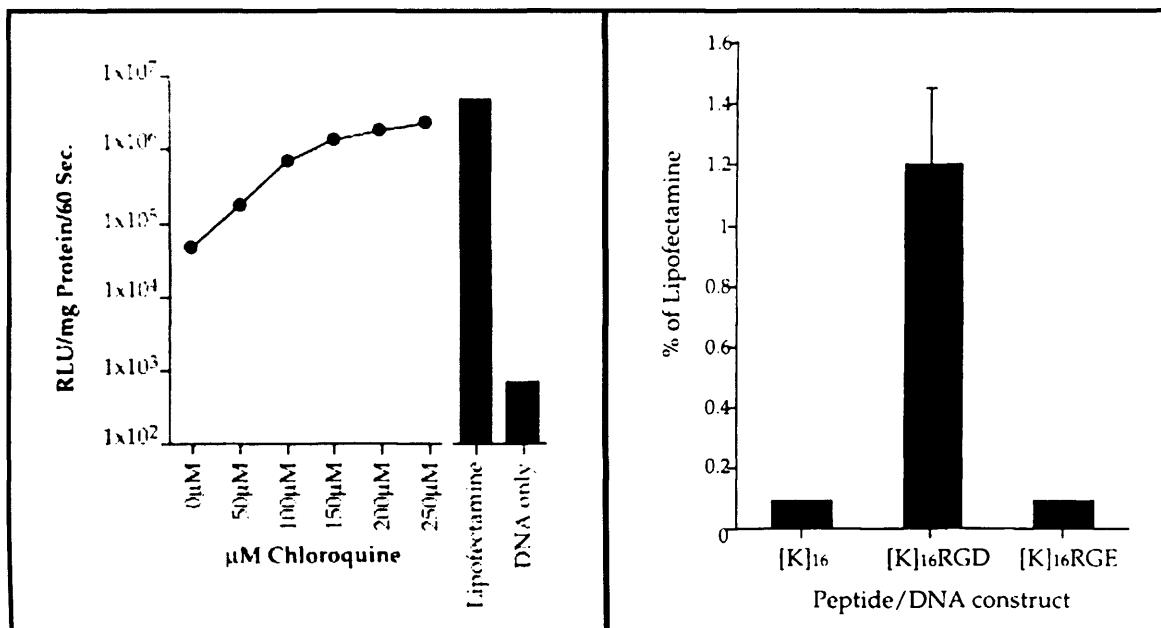 RLU/mg Protein/60 Sec.
1x10⁷
1x10⁶
1x10⁵
1x10⁴
1x10³
1x10²
0µM
50µM
100µM
150µM
200µM
250µM
Lipofectamine
DNA only
µM Chloroquine
% of Lipofectamine
1.6
1.4
1.2
1
0.8
0.6
0.4
0.2
0
[K]₁₆
[K]₁₆RGD
[K]₁₆RGE
Peptide/DNA construct